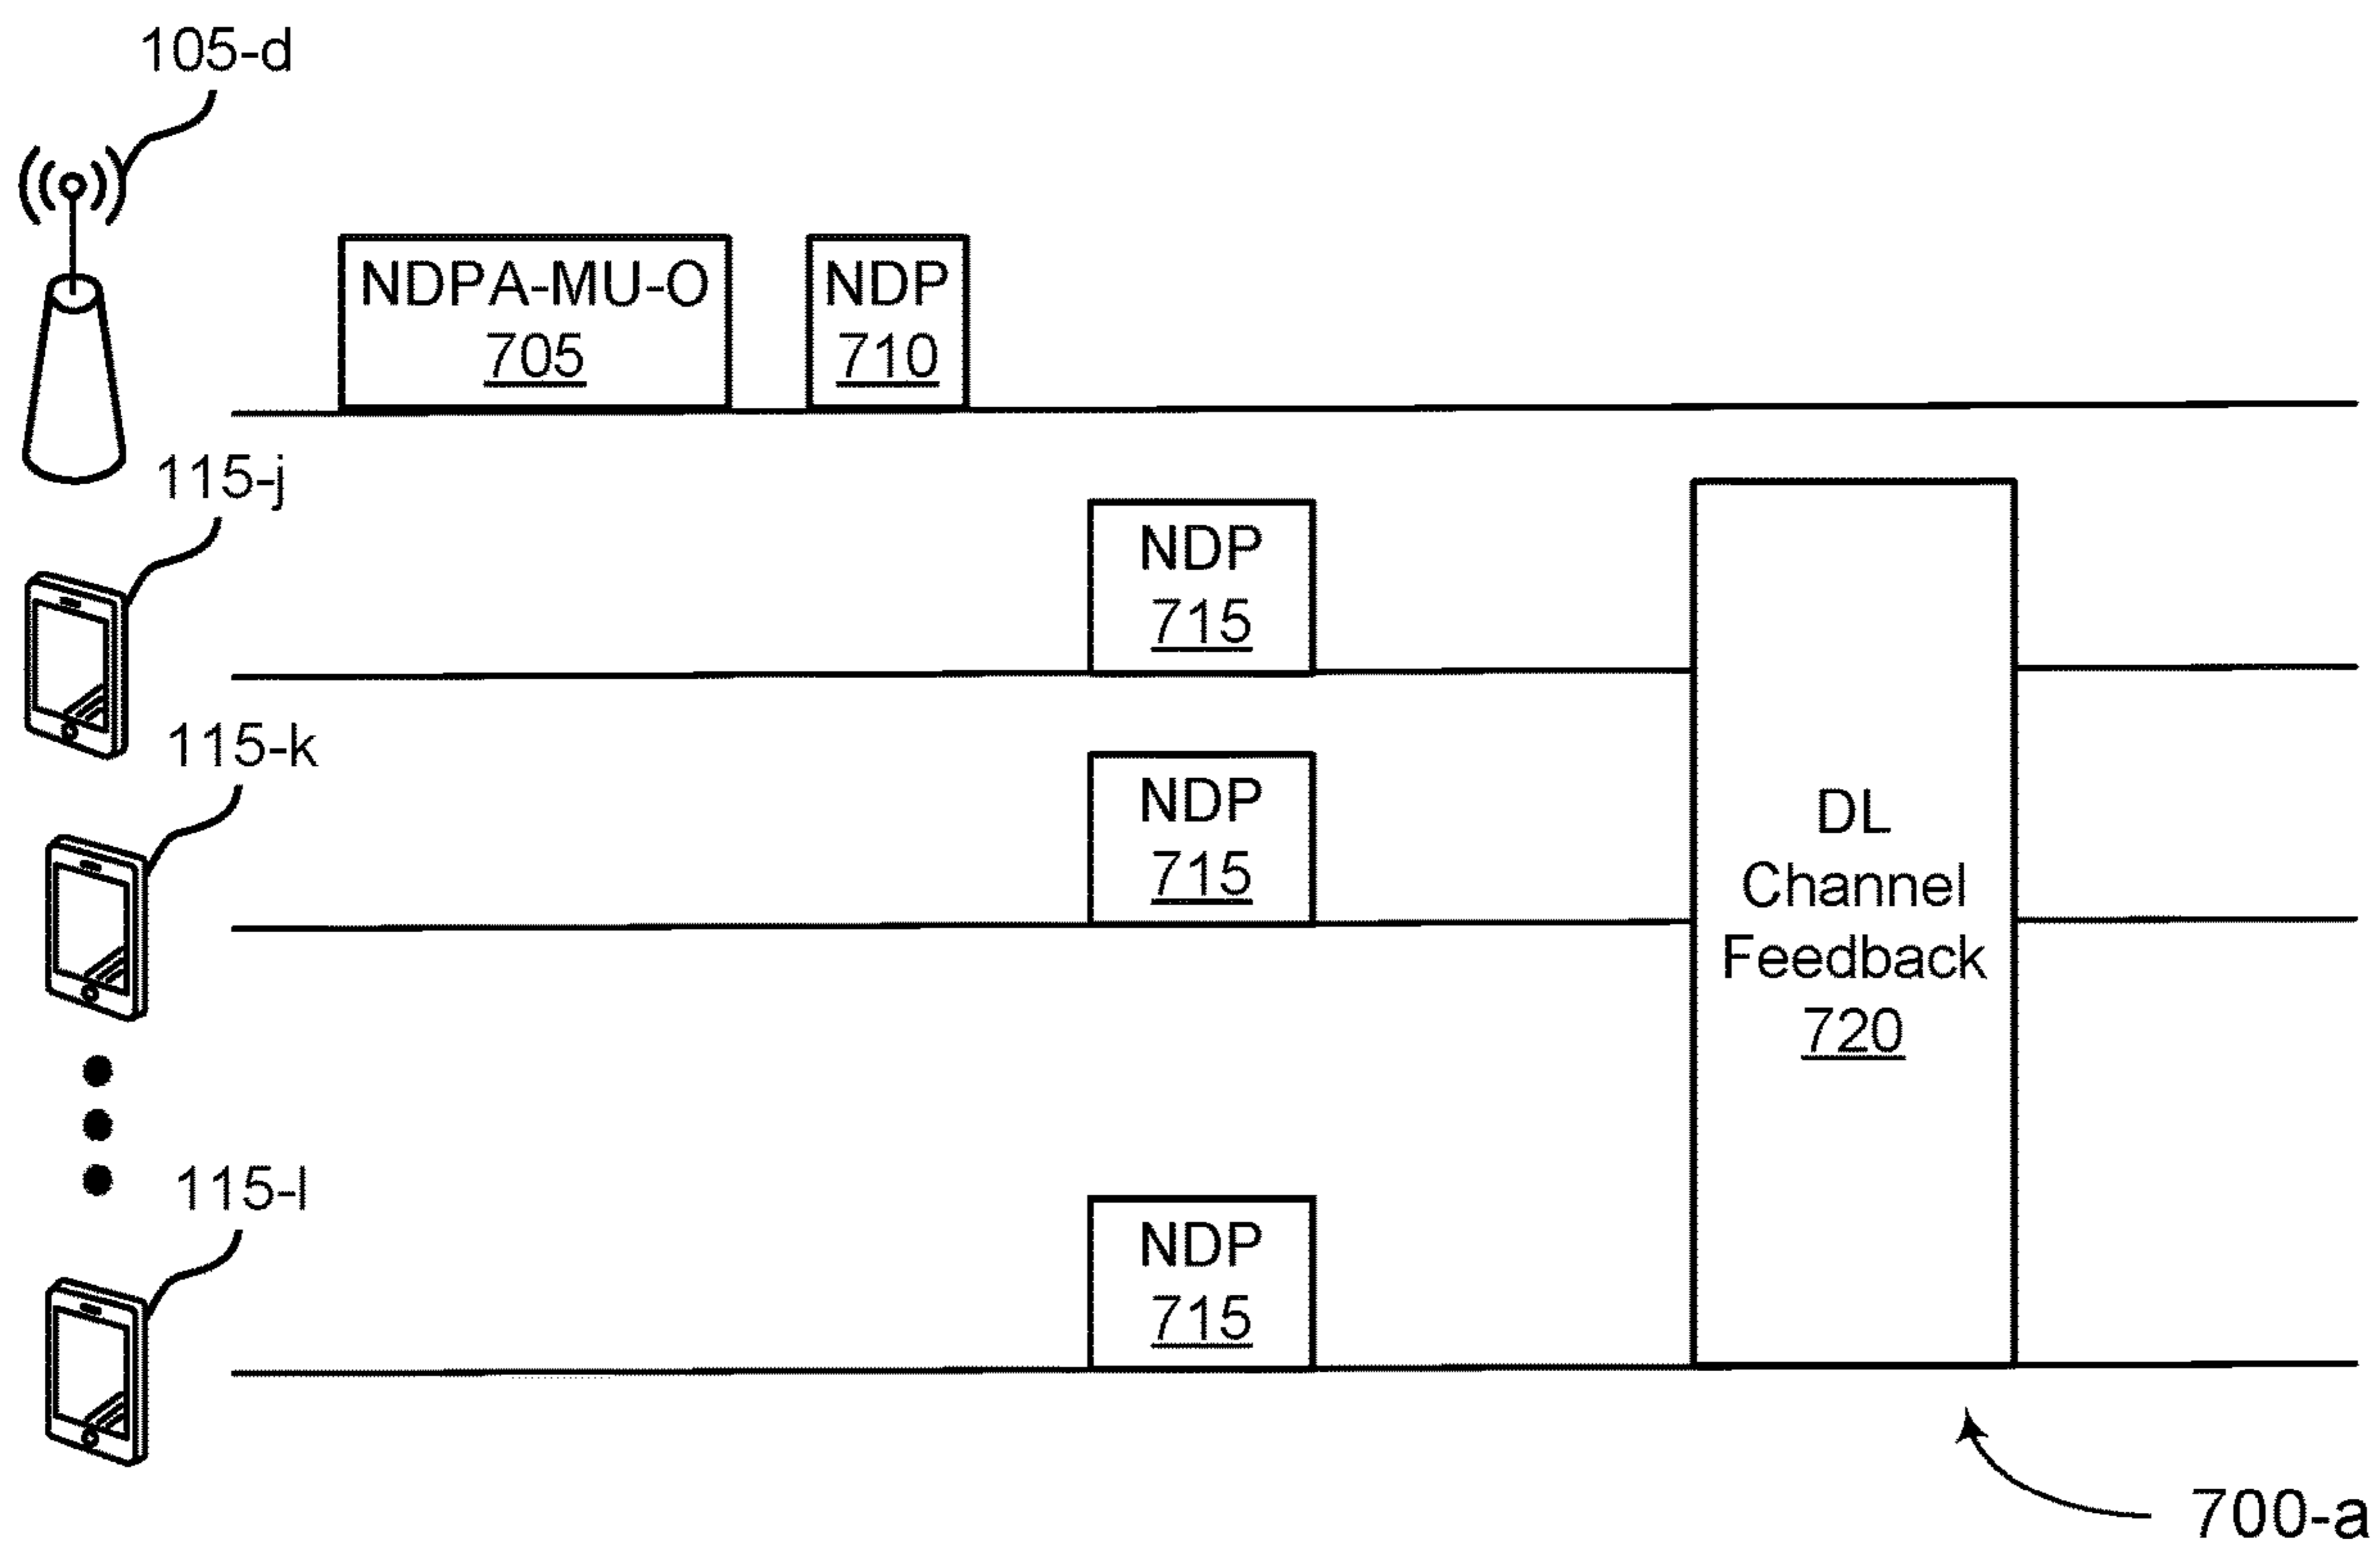 105-d
NDPA-MU-O
705
NDP
710
115-j
NDP
715
115-k
NDP
715
DL
Channel
Feedback
720
115-l
NDP
715
700-a